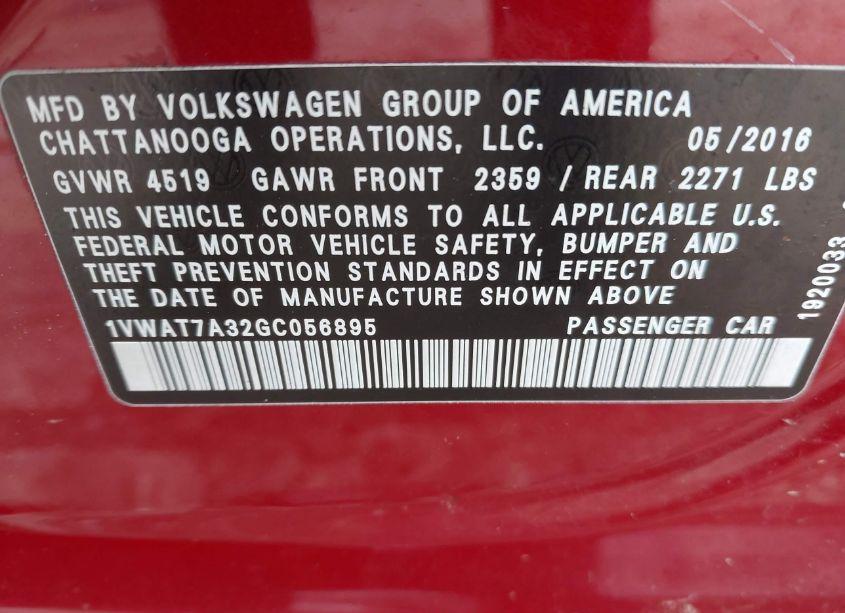 MFD BY VOLKSWAGEN GROUP OF AMERICA
CHATTANOOGA OPERATIONS, LLC. 05/2016
GVWR 4519 GAWR FRONT 2359 / REAR 2271 LBS
THIS VEHICLE CONFORMS TO ALL APPLICABLE U.S.
FEDERAL MOTOR VEHICLE SAFETY, BUMPER AND
THEFT PREVENTION STANDARDS IN EFFECT ON
THE DATE OF MANUFACTURE SHOWN ABOVE
1VWAT7A32GC056895 PASSENGER CAR
1920033